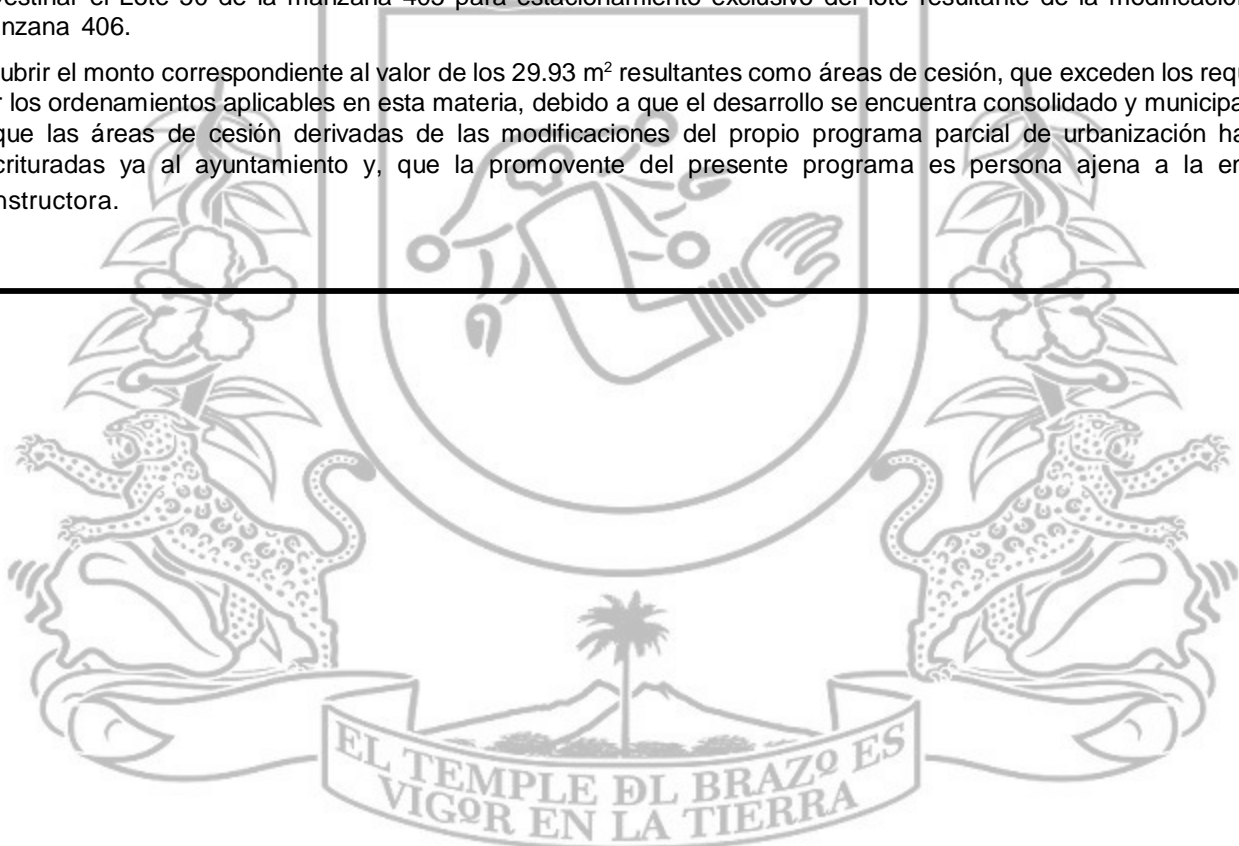 el Lote 50 de la manzana 405 para estacionamiento exclusivo del lote resultante de la
nzana 406.
ubrir el monto correspondiente al valor de los 29.93 m² resultantes como áreas de cesión, que exceden los requ
r los ordenamientos aplicables en esta materia, debido a que el desarrollo se encuentra consolidado y municipa
que las áreas de cesión derivadas de las modificaciones del propio programa parcial de urbanización ha
crituradas ya al ayuntamiento y, que la promovente del presente programa es persona ajena a la e
nstructora.
EL TEMPLE DL BRAZO ES
VIGOR EN LA TIERRA